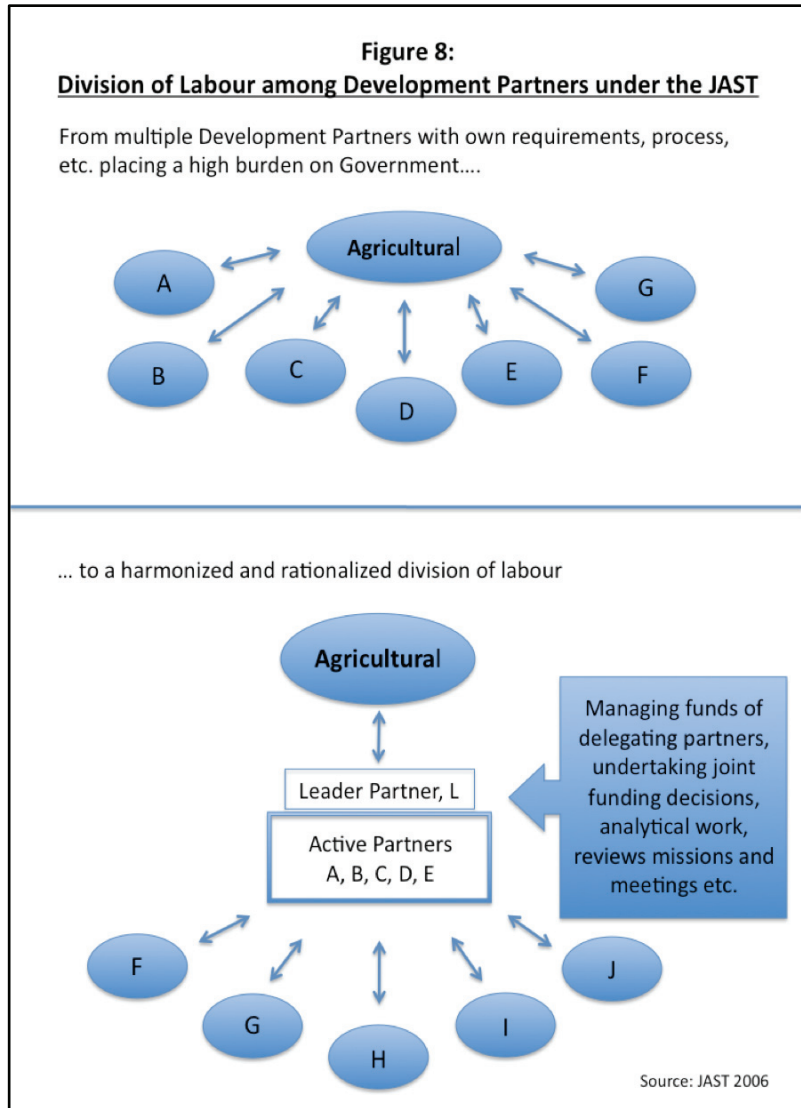 Figure 8:
Division of Labour among Development Partners under the JAST
From multiple Development Partners with own requirements, process,
etc. placing a high burden on Government....
Agricultural
A
G
B
C
D
E
F
... to a harmonized and rationalized division of labour
Agricultural
Leader Partner, L
Active Partners
A, B, C, D, E
Managing funds of
delegating partners,
undertaking joint
funding decisions,
analytical work,
reviews missions and
meetings etc.
F
G
H
I
J
Source: JAST 2006